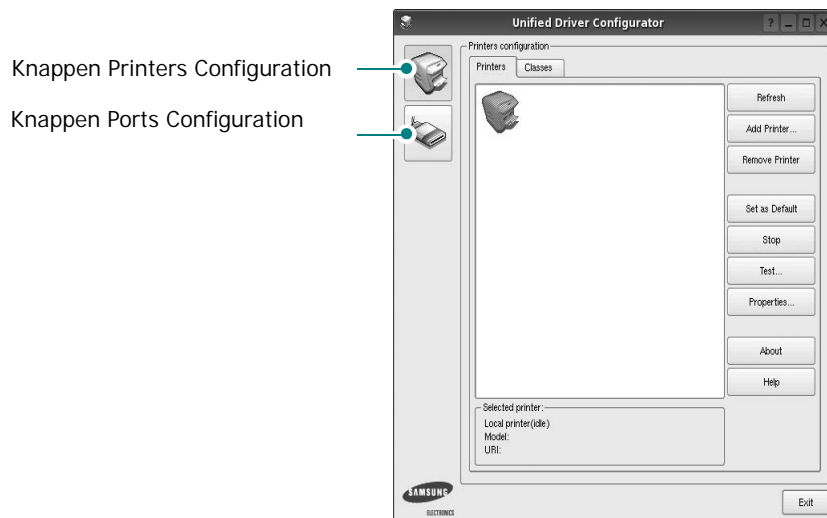 Unified Driver Configurator
Knappen Printers Configuration
Knappen Ports Configuration
Printers configuration
Printers
Classes
Refresh
Add Printer...
Remove Printer
Set as Default
Stop
Test...
Properties...
About
Help
Selected printer:
Local printer(idle)
Model:
URI:
SAMSUNG
ELECTRONICS
Exit